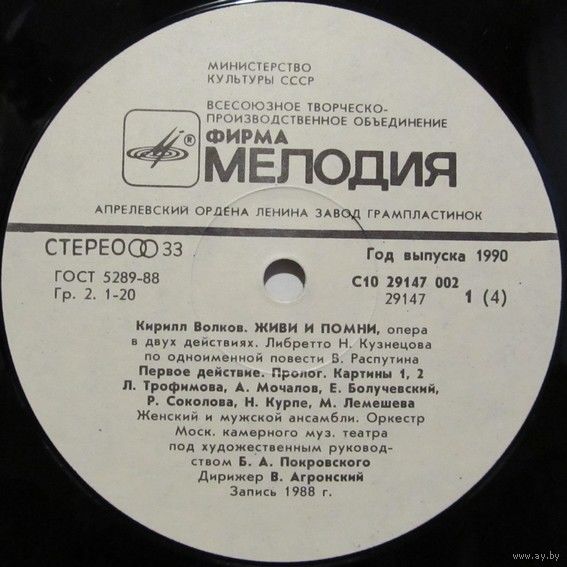 МИНИСТЕРСТВО
КУЛЬТУРЫ СССР
ВСЕСОЮЗНОЕ ТВОРЧЕСКО-
ПРОИЗВОДСТВЕННОЕ ОБЪЕДИНЕНИЕ
®
ФИРМА
МЕЛОДИЯ
АПРЕЛЕВСКИЙ ОРДЕНА ЛЕНИНА ЗАВОД ГРАМПЛАСТИНОК
СТЕРЕО 33
Год выпуска 1990
ГОСТ 5289-88
С10 29147 002
Гр. 2. 1-20
29147 1 (4)
Кирилл Волков. ЖИВИ И ПОМНИ, опера
в двух действиях. Либретто Н. Кузнецова
по одноименной повести В. Распутина
Первое действие. Пролог. Картины 1, 2
Л. Трофимова, А. Мочалов, Е. Болучевский,
Р. Соколова, Н. Курпе, М. Лемешева
Женский и мужской ансамбли. Оркестр
Моск. камерного муз. театра
под художественным руковод-
ством Б. А. Покровского
Дирижер В. Агронский
Запись 1988 г.
www.ay.by